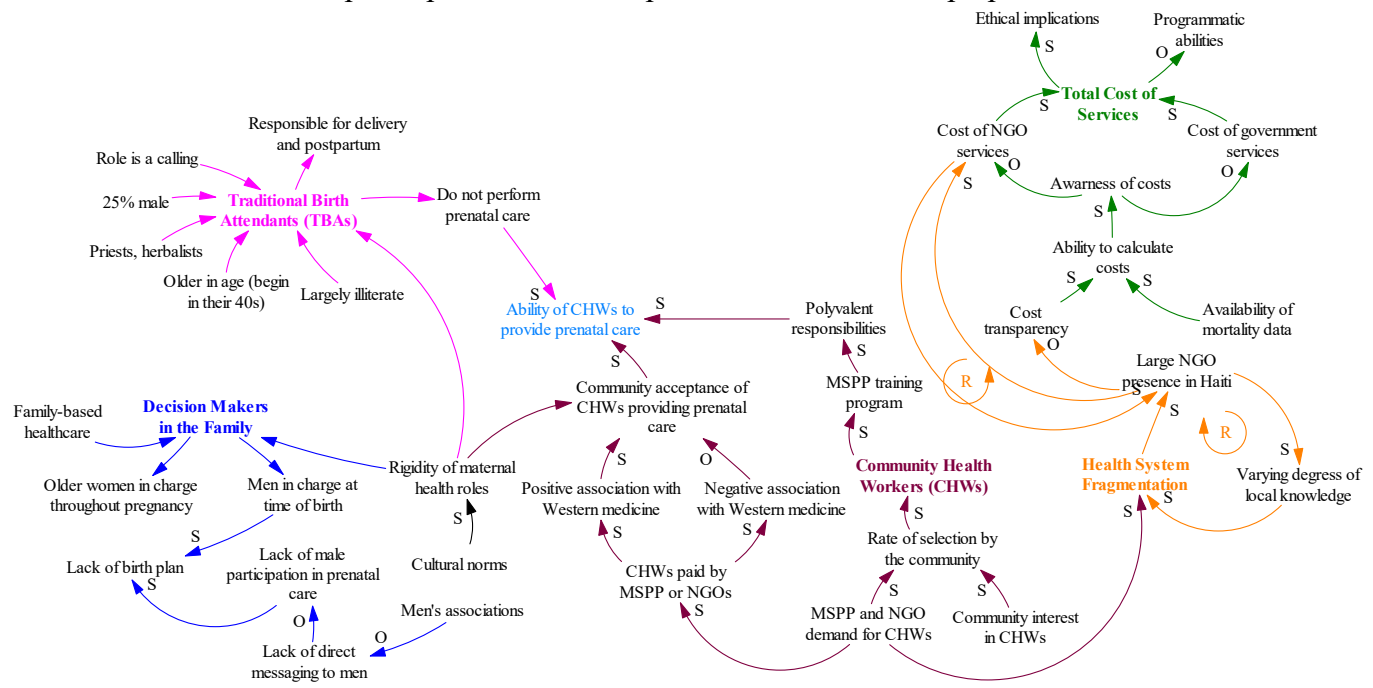 Ethical implications
Programmatic
abilities
S
O
Total Cost of
Services
S
S
Cost of NGO
services
Cost of government
services
S
O
O
Awarness of costs
S
Ability to calculate
costs
S
S
Cost
transparency
O
Availability of
mortality data
Large NGO
presence in Haiti
S
S
R
R
S
Health System
Fragmentation
S
S
Varying degress of
local knowledge
Responsible for delivery
and postpartum
Role is a calling
25% male
Traditional Birth
Attendants (TBAs)
Priests, herbalists
Older in age (begin
in their 40s)
Largely illiterate
Do not perform
prenatal care
S
Ability of CHWs to
provide prenatal care
S
S
Polyvalent
responsibilities
S
MSPP training
program
S
Community Health
Workers (CHWs)
S
Rate of selection by
the community
S
S
MSPP and NGO
demand for CHWs
Community interest
in CHWs
Community acceptance of
CHWs providing prenatal
care
S
O
Positive association with
Western medicine
Negative association
with Western medicine
S
S
CHWs paid by
MSPP or NGOs
S
Family-based
healthcare
Decision Makers
in the Family
Older women in charge
throughout pregnancy
Men in charge at
time of birth
Rigidity of maternal
health roles
S
Cultural norms
S
Lack of birth plan
S
Lack of male
participation in prenatal
care
O
Men's associations
O
Lack of direct
messaging to men